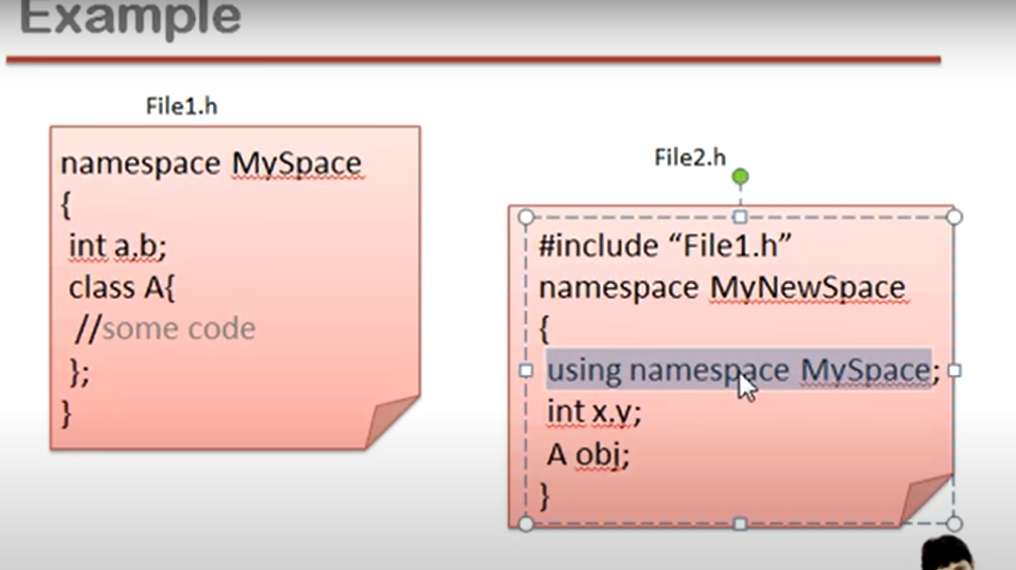 Example
File1.h
namespace MySpace
{
int a,b;
class A{
//some code
};
}
File2.h
#include “File1.h”
namespace MyNewSpace
{
using namespace MySpace;
int x,y;
A obj;
}